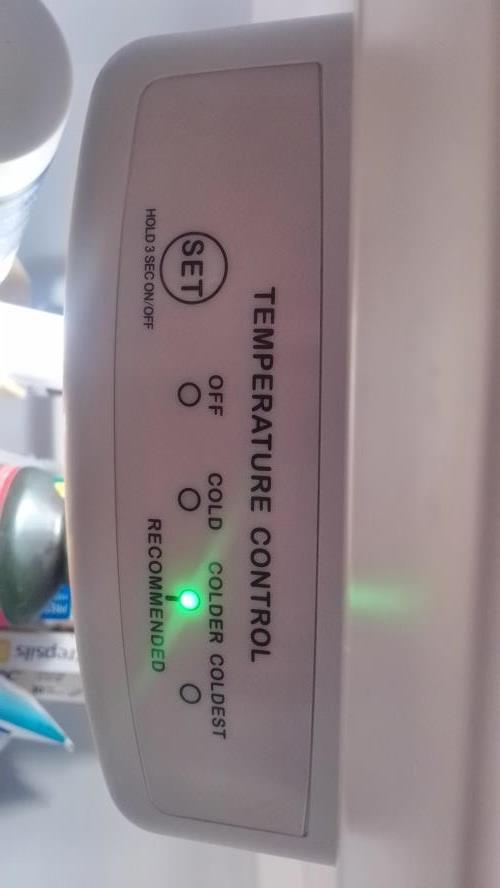 TEMPERATURE CONTROL
OFF COLD COLDER COLDEST
SET
RECOMMENDED
HOLD 3 SEC ON/OFF